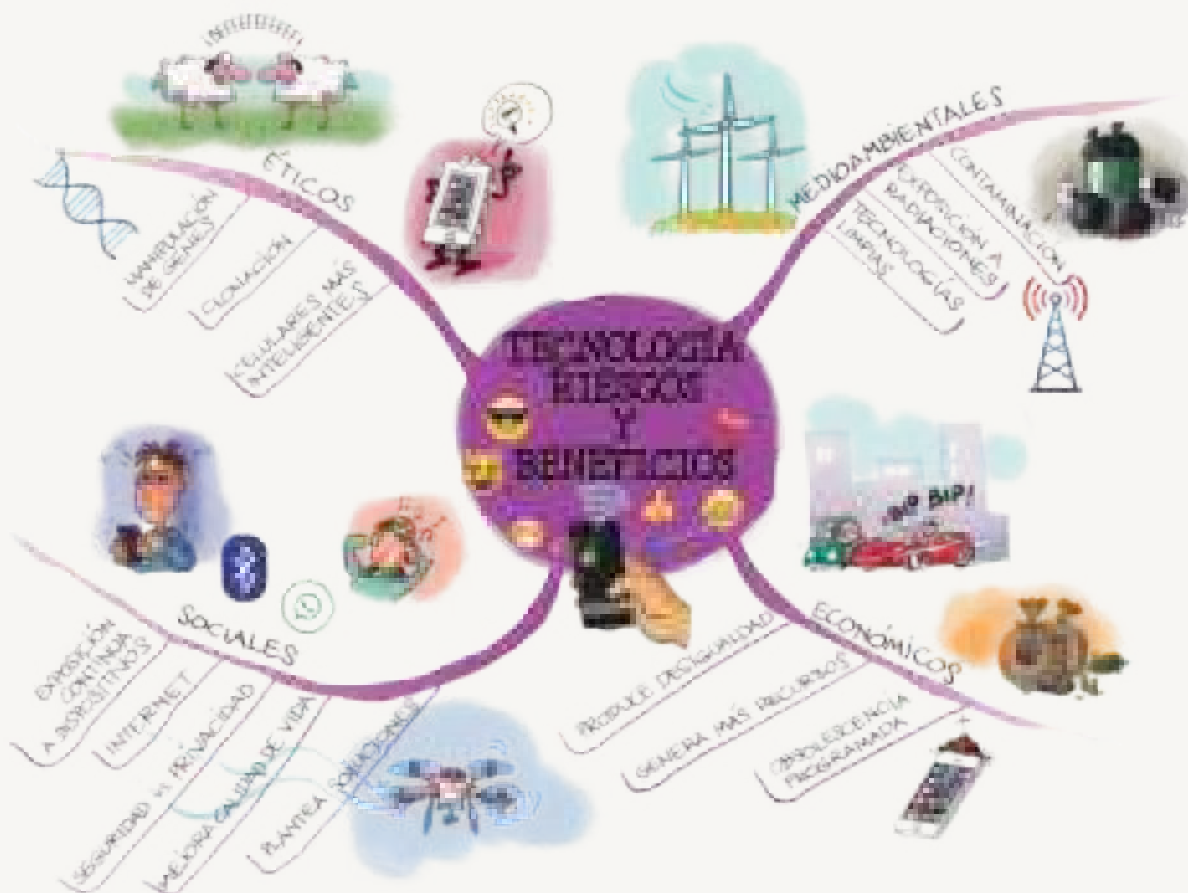 TECNOLOGÍA
RIESGOS
Y
BENEFICIOS
ÉTICOS
MANIPULACIÓN
DE GENES
CLONACIÓN
CELULARES MÁS
INTELIGENTES
MEDIOAMBIENTALES
CONTAMINACIÓN
EXPOSICIÓN A
RADIACIONES
TECNOLOGÍAS
LIMPIAS
SOCIALES
EXPOSICIÓN
CONTINUA
A DISPOSITIVOS
INTERNET
SEGURIDAD vs PRIVACIDAD
MEJORA CALIDAD DE VIDA
PLANTEA SOLUCIONES
ECONÓMICOS
PRODUCE DESIGUALDAD
GENERA MÁS RECURSOS
OBSOLESCENCIA
PROGRAMADA
BIP!